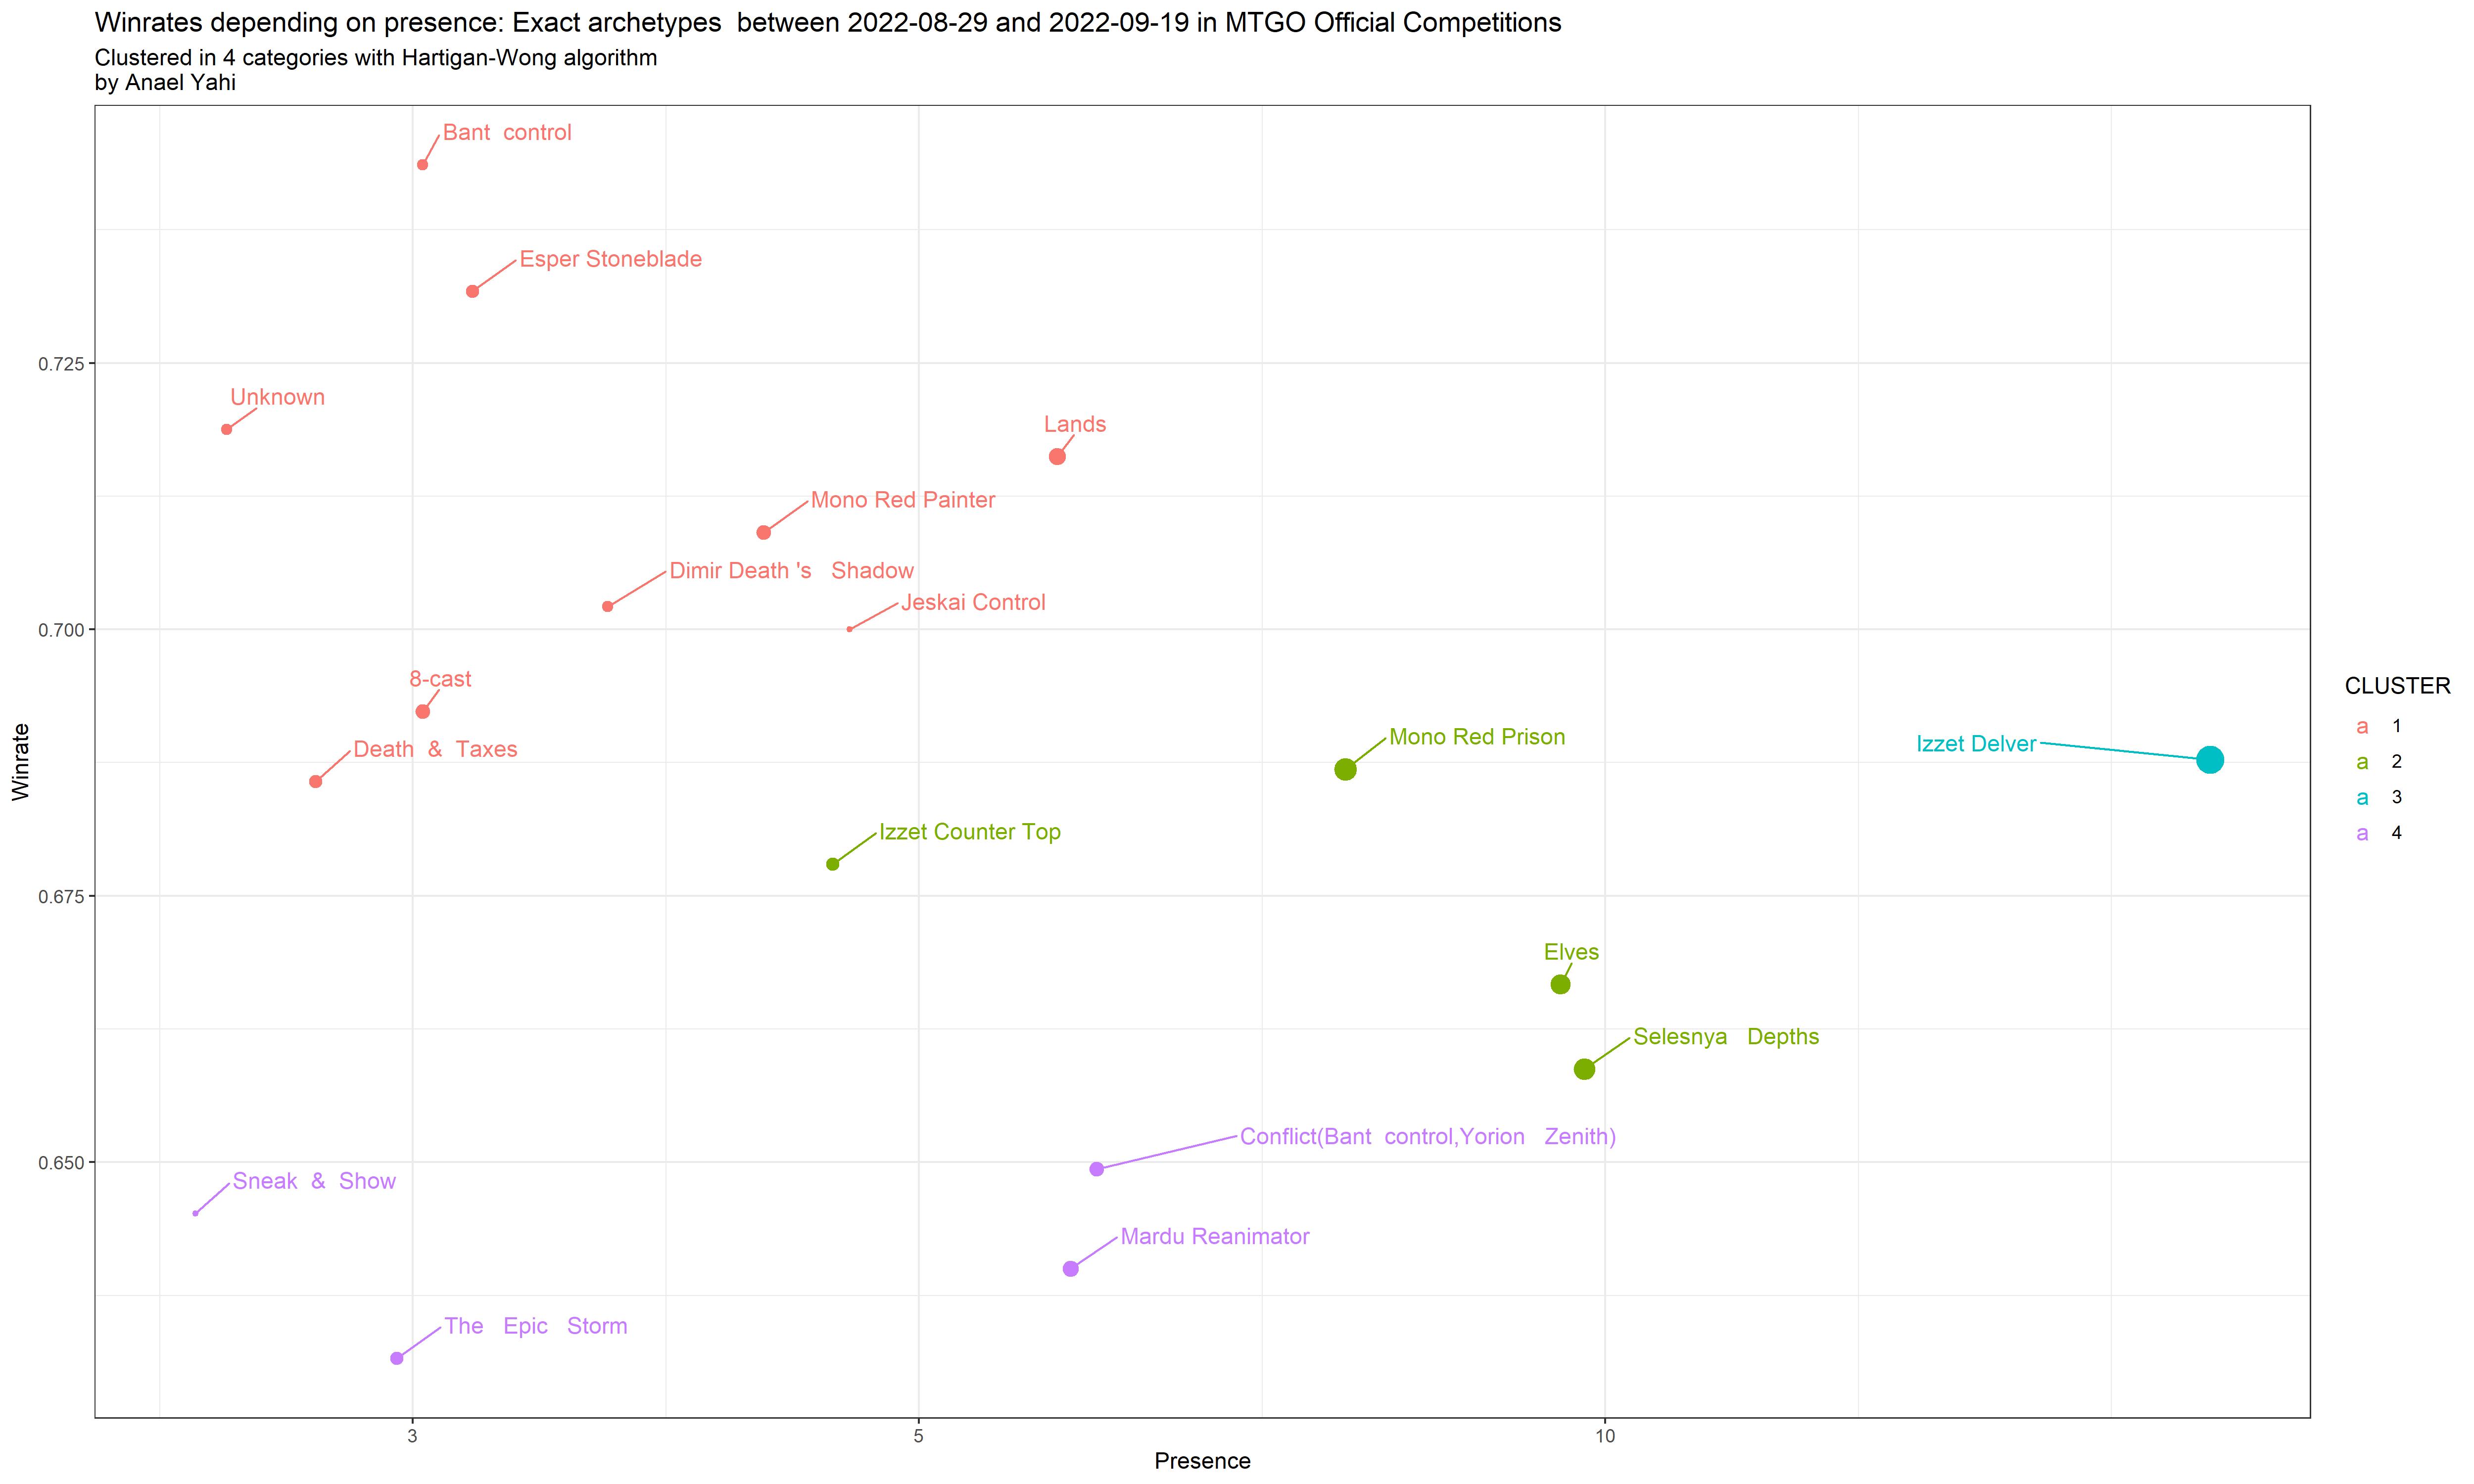 Winrates depending on presence: Exact archetypes  between 2022-08-29 and 2022-09-19 in MTGO Official Competitions
Clustered in 4 categories with Hartigan-Wong algorithm
by Anael Yahi
Bant  control
Esper Stoneblade
0.725
Unknown
Lands
Mono Red Painter
Dimir Death 's   Shadow
Jeskai Control
0.700
8-cast
Death  &  Taxes
Mono Red Prison
Izzet Delver
Izzet Counter Top
0.675
Elves
Selesnya   Depths
Conflict(Bant  control,Yorion   Zenith)
0.650
Sneak  &  Show
Mardu Reanimator
The   Epic   Storm
Winrate
3
5
10
Presence
CLUSTER
a 1
a 2
a 3
a 4